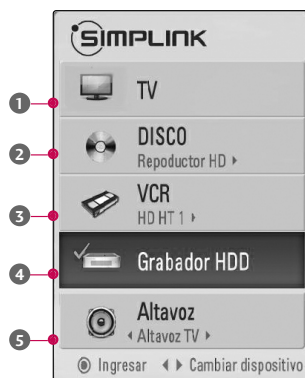 SIMPLINK
1 TV
2 DISCO
Repoductor HD
3 VCR
HD HT 1
4 Grabador HDD
5 Altavoz
Altavoz TV
Ingresar Cambiar dispositivo